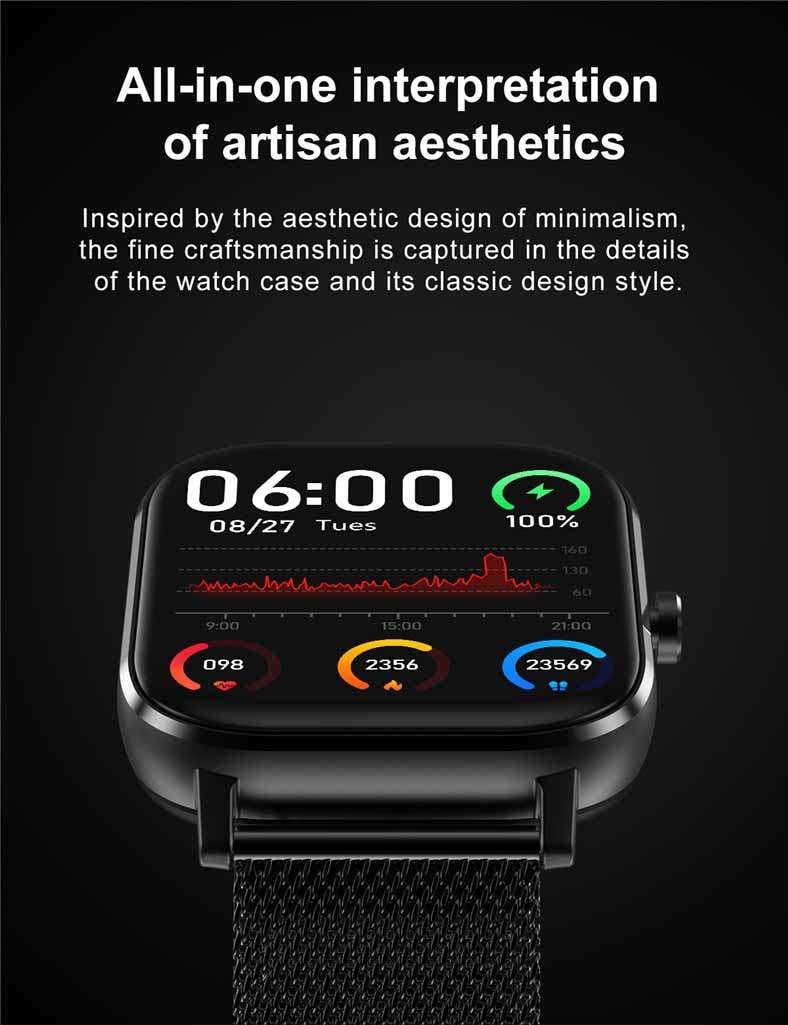 All-in-one interpretation
of artisan aesthetics
Inspired by the aesthetic design of minimalism,
the fine craftsmanship is captured in the details
of the watch case and its classic design style.
06:00
08/27 Tues
100%
160
130
60
9:00 15:00 21:00
098 2356 23569